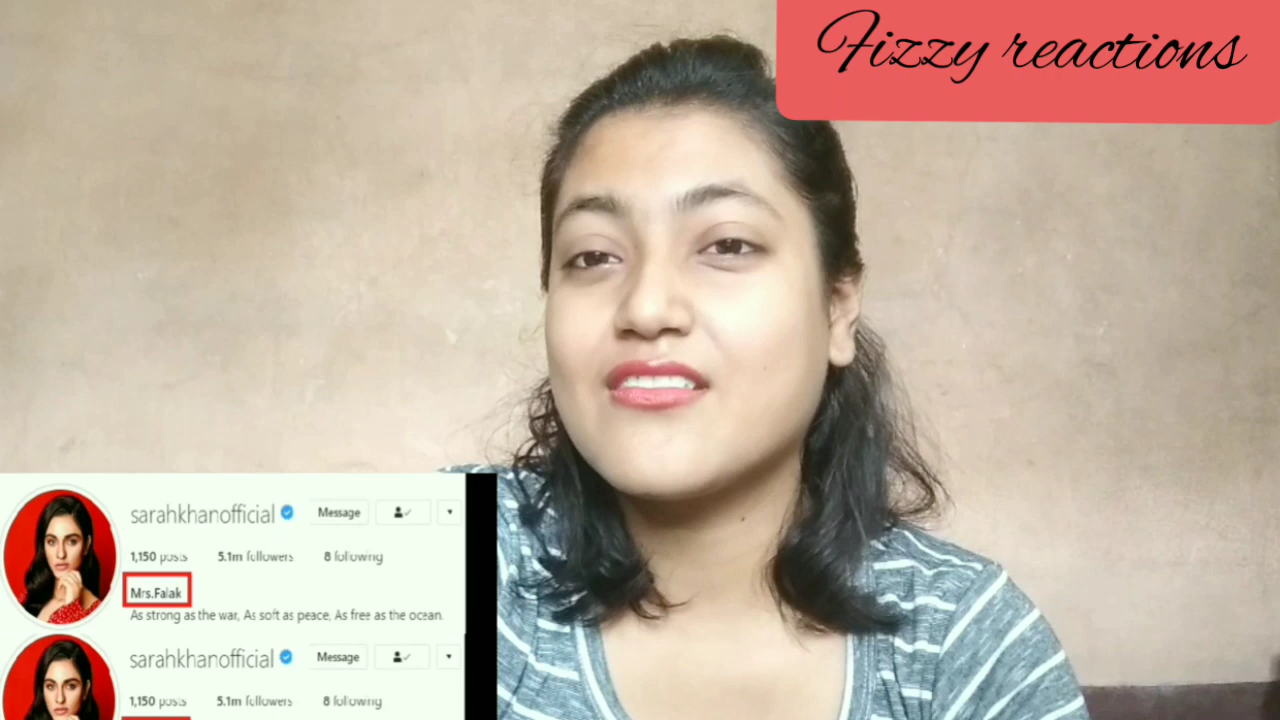 Fizzy reactions
sarahkhanofficial Message
1,150 posts 5.1m followers 8 following
Mrs.Falak
As strong as the war, As soft as peace, As free as the ocean.
sarahkhanofficial Message
1,150 posts 5.1m followers 8 following